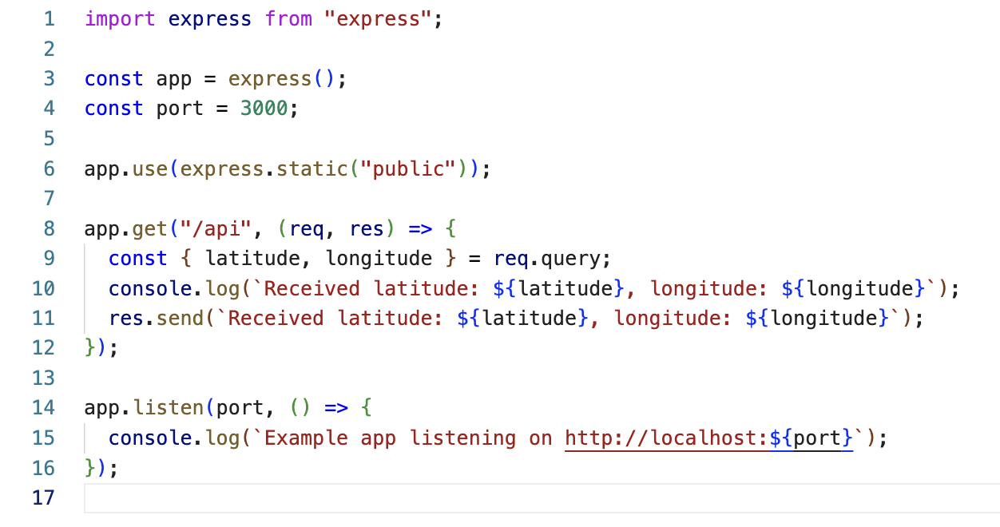 1 import express from "express";
2
3 const app = express();
4 const port = 3000;
5
6 app.use(express.static("public"));
7
8 app.get("/api", (req, res) => {
9   const { latitude, longitude } = req.query;
10   console.log(`Received latitude: ${latitude}, longitude: ${longitude}`);
11   res.send(`Received latitude: ${latitude}, longitude: ${longitude}`);
12 });
13
14 app.listen(port, () => {
15   console.log(`Example app listening on http://localhost:${port}`);
16 });
17